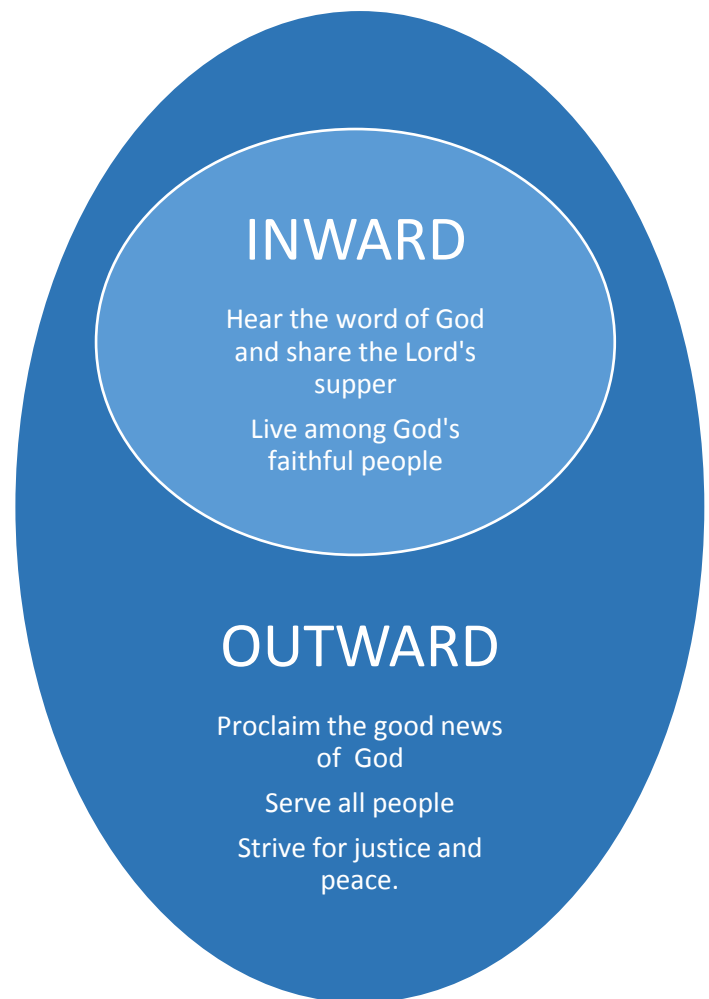 INWARD
Hear the word of God
and share the Lord's
supper
Live among God's
faithful people
OUTWARD
Proclaim the good news
of  God
Serve all people
Strive for justice and
peace.